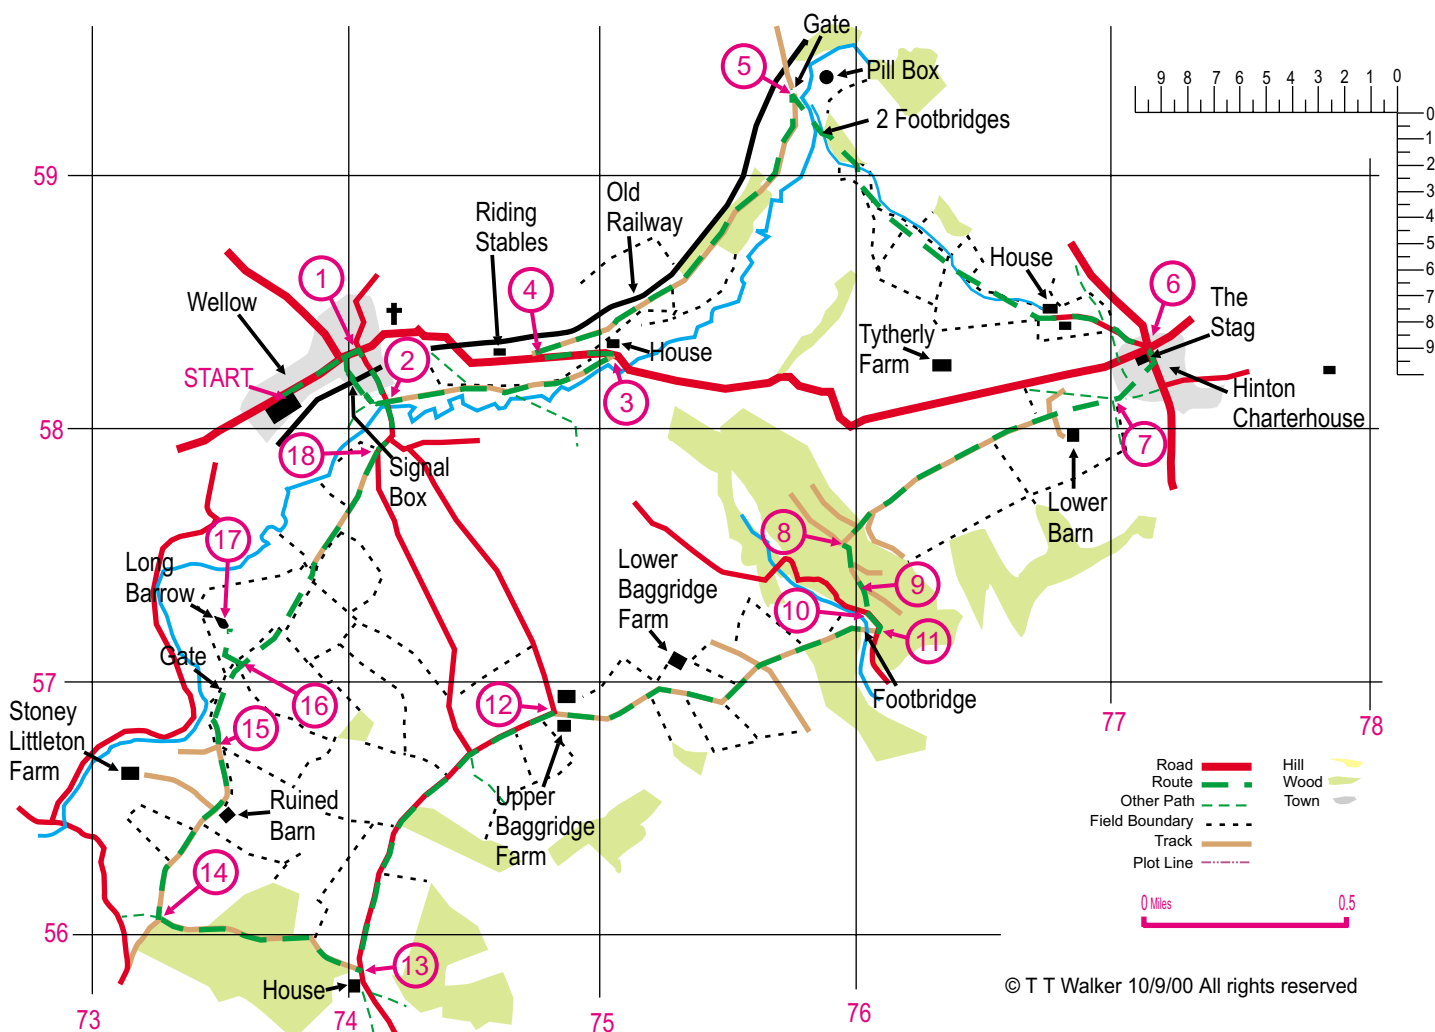 Gate
5
Pill Box
2 Footbridges
9 8 7 6 5 4 3 2 1 0
0
1
2
3
4
5
6
7
8
9
59
Old
Railway
Riding
Stables
1
4
Wellow
House
6
The
Stag
2
START
House
Tytherly
Farm
3
Hinton
Charterhouse
58
7
18
Signal
Box
Lower
Barn
17
8
Long
Barrow
Lower
Baggridge
Farm
9
10
11
Gate
57
16
12
Footbridge
Stoney
Littleton
Farm
15
77
78
Ruined
Barn
Upper
Baggridge
Farm
Road
Hill
Route
Wood
Other Path
Town
Field Boundary
Track
Plot Line
14
0 Miles
0.5
56
13
House
© T T Walker 10/9/00 All rights reserved
73
74
75
76